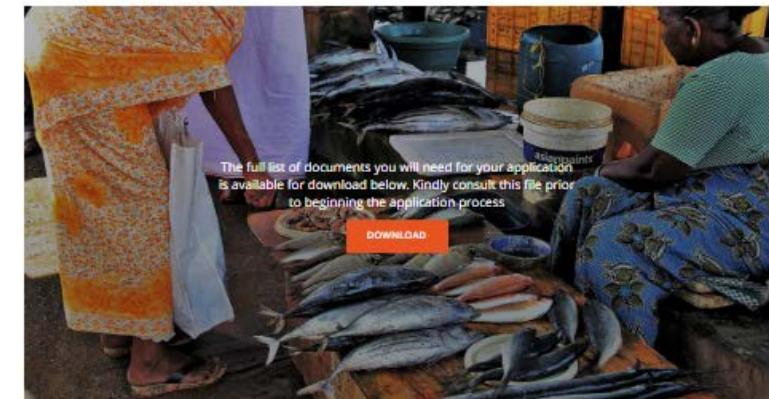 asianpaints
The full list of documents you will need for your application
is available for download below. Kindly consult this file prior
to beginning the application process
DOWNLOAD